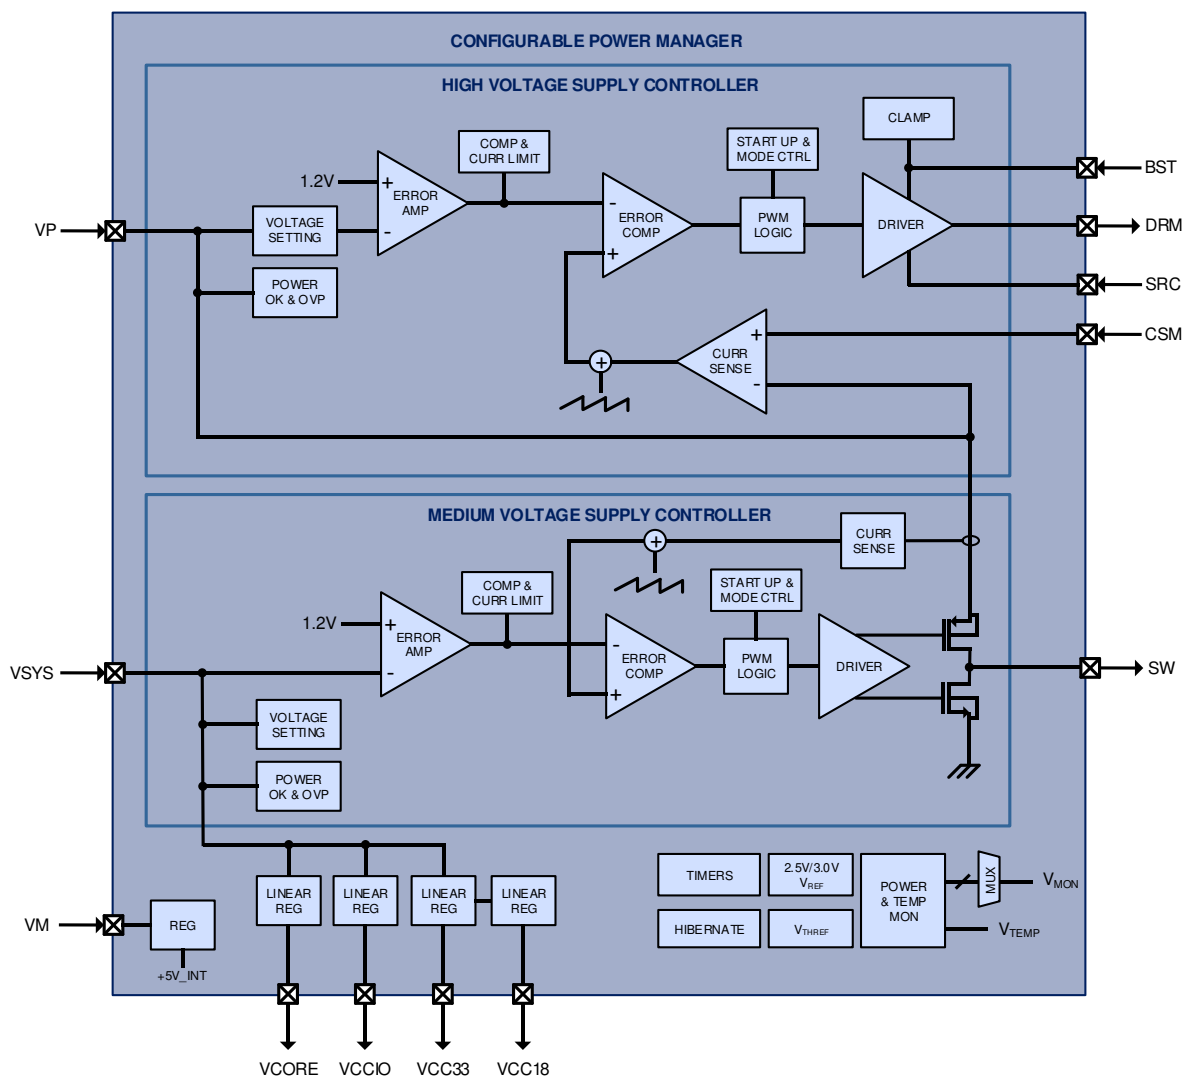 CONFIGURABLE POWER MANAGER
HIGH VOLTAGE SUPPLY CONTROLLER
CLAMP
COMP &
CURR LIMIT
START UP &
MODE CTRL
BST
1.2V
+
ERROR
AMP
-
VOLTAGE
SETTING
VP
-
ERROR
COMP
+
PWM
LOGIC
DRIVER
DRM
POWER
OK & OVP
SRC
CSM
+
CURR
SENSE
-
+
MEDIUM VOLTAGE SUPPLY CONTROLLER
+
CURR
SENSE
COMP &
CURR LIMIT
START UP &
MODE CTRL
1.2V
+
ERROR
AMP
-
-
ERROR
COMP
+
PWM
LOGIC
DRIVER
VSYS
SW
VOLTAGE
SETTING
POWER
OK & OVP
LINEAR
REG
LINEAR
REG
LINEAR
REG
LINEAR
REG
TIMERS
2.5V/3.0V
VREF
POWER
& TEMP
MON
MUX
VMON
VM
REG
+5V_INT
HIBERNATE
VTHREF
VTEMP
VCORE
VCCIO
VCC33
VCC18